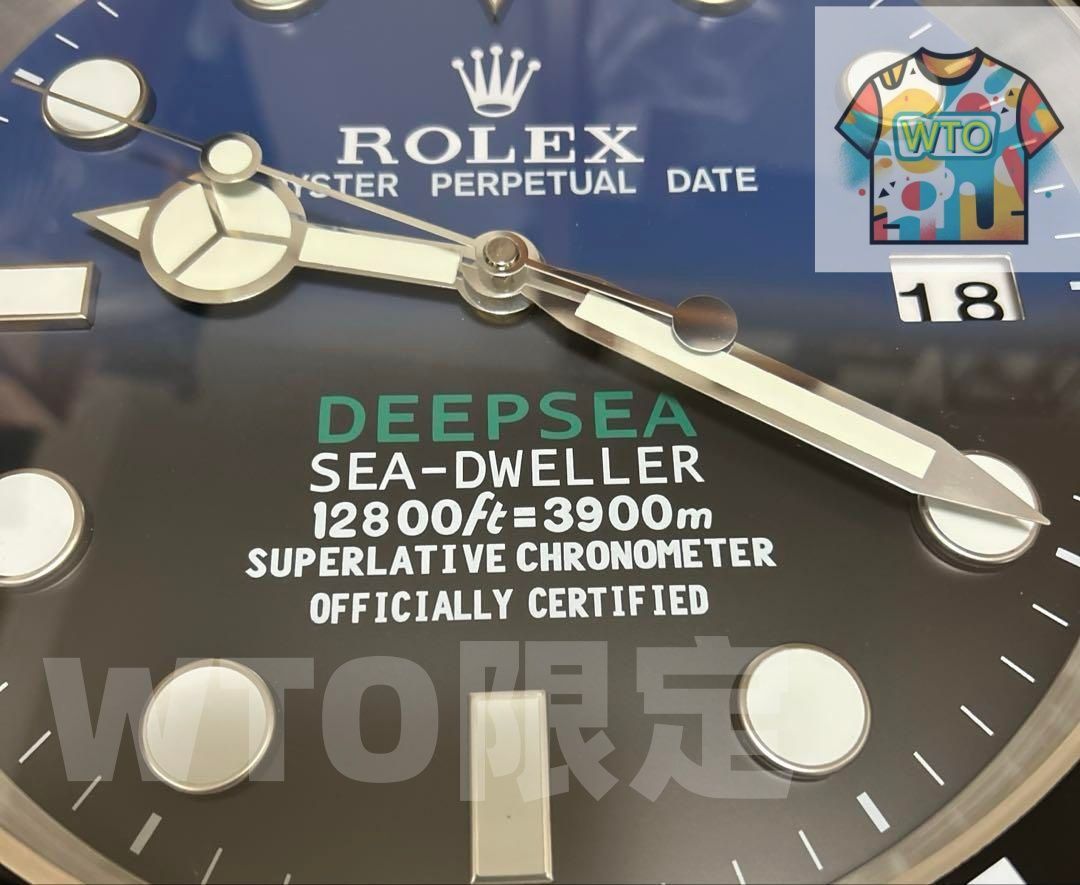 WTO
ROLEX
OYSTER PERPETUAL DATE
18
DEEPSEA
SEA-DWELLER
12800ft=3900m
SUPERLATIVE CHRONOMETER
OFFICIALLY CERTIFIED
WTO限定